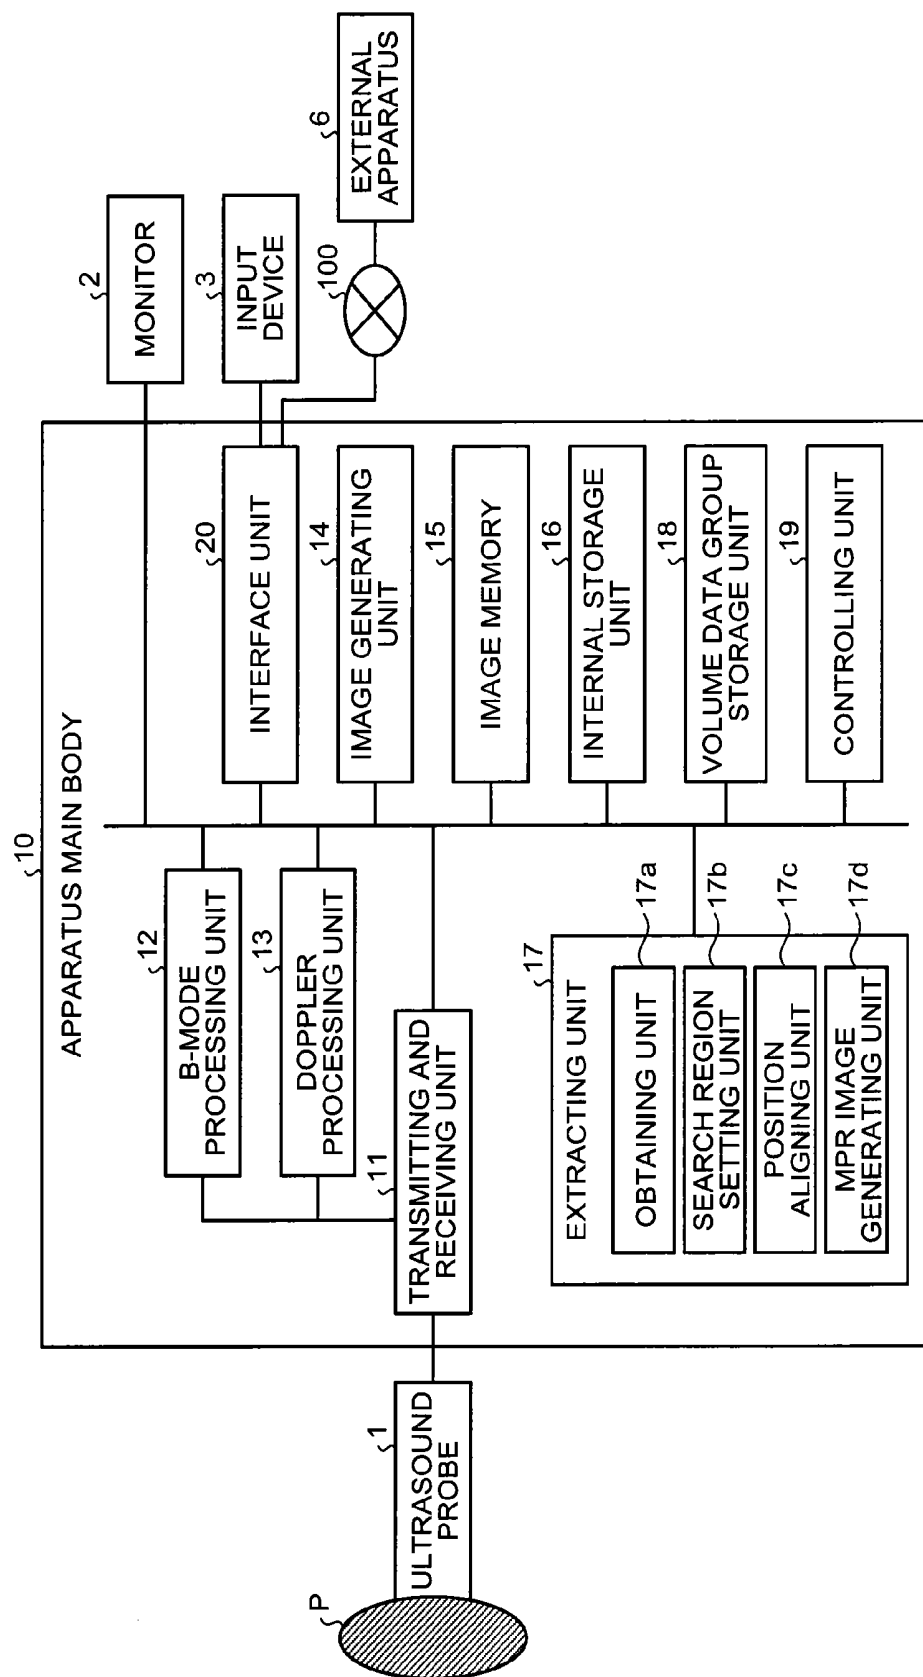 10
APPARATUS MAIN BODY
P
1
ULTRASOUND
PROBE
12
B-MODE
PROCESSING UNIT
13
DOPPLER
PROCESSING UNIT
11
TRANSMITTING AND
RECEIVING UNIT
17
EXTRACTING UNIT
OBTAINING UNIT
17a
SEARCH REGION
SETTING UNIT
17b
POSITION
ALIGNING UNIT
17c
MPR IMAGE
GENERATING UNIT
17d
20
INTERFACE UNIT
14
IMAGE GENERATING
UNIT
15
IMAGE MEMORY
16
INTERNAL STORAGE
UNIT
18
VOLUME DATA GROUP
STORAGE UNIT
19
CONTROLLING UNIT
2
MONITOR
3
INPUT
DEVICE
100
6
EXTERNAL
APPARATUS